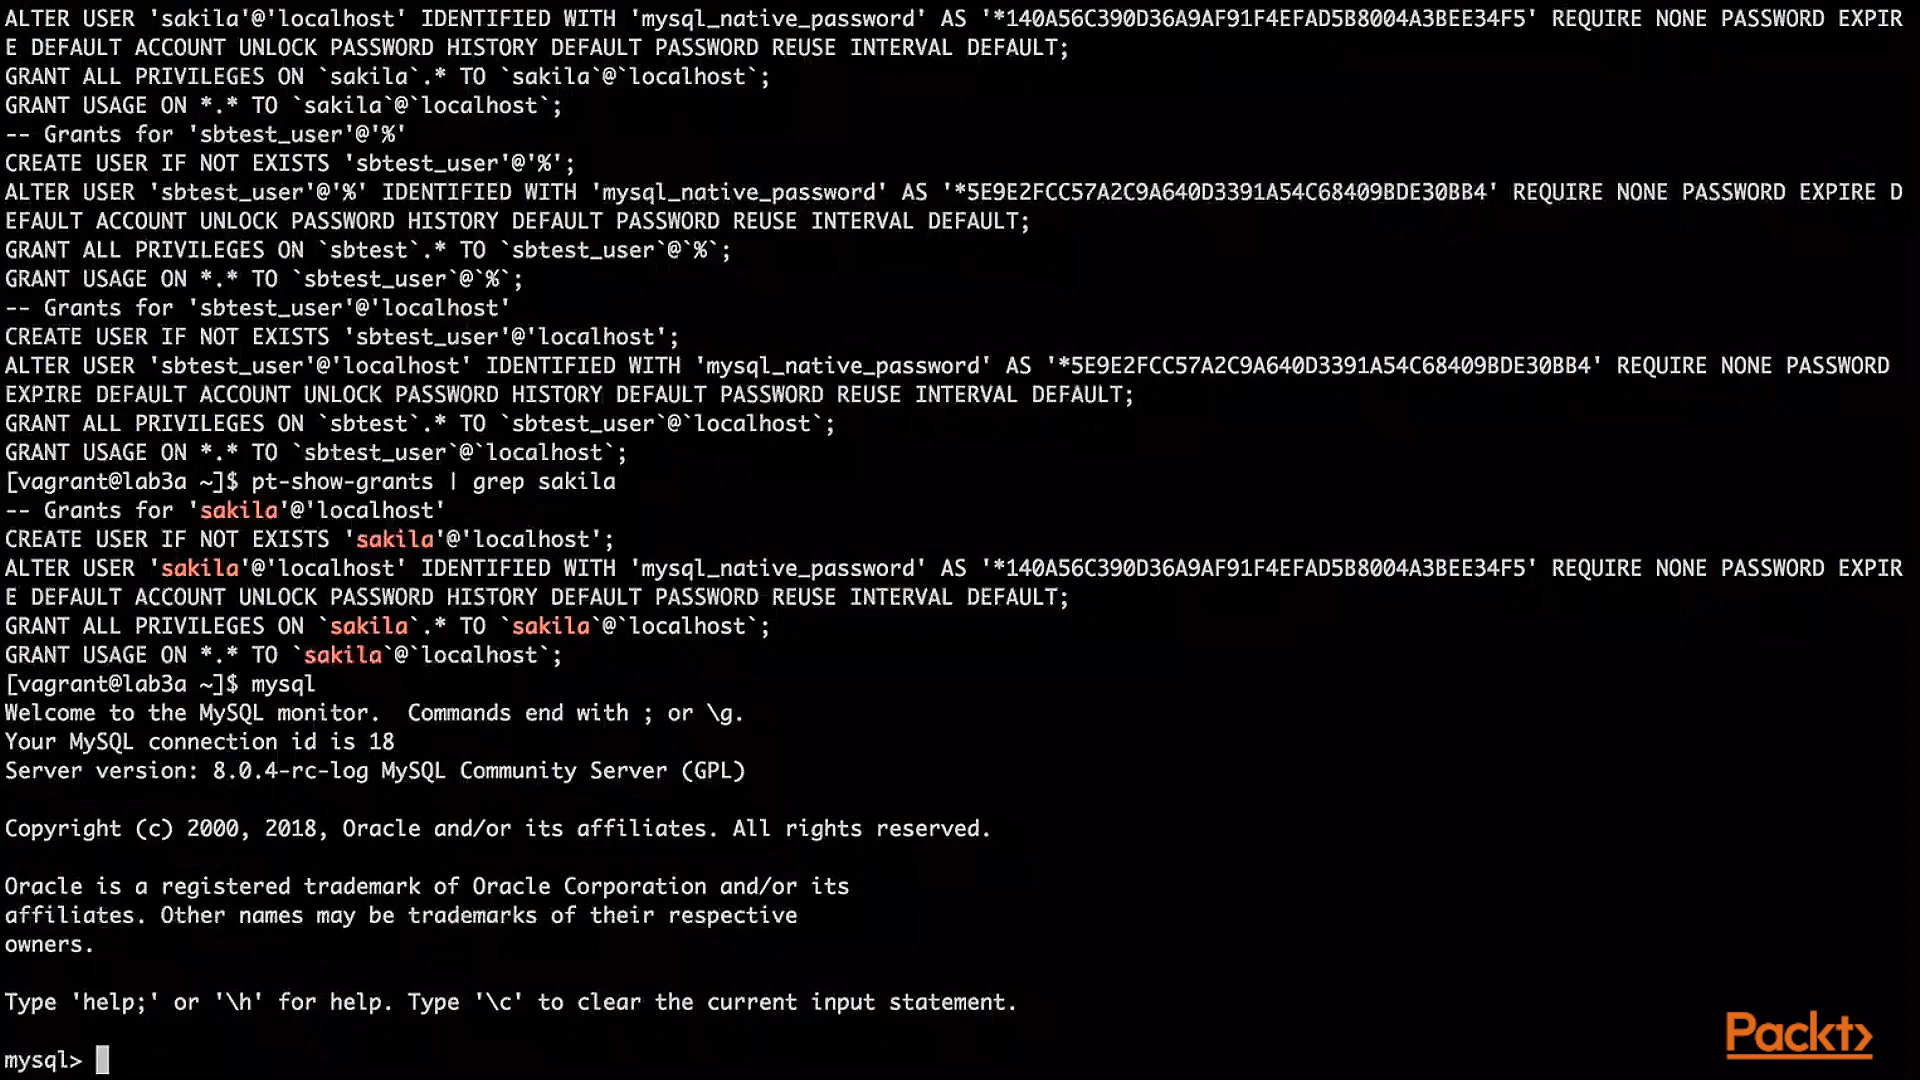 ALTER USER 'sakila'@'localhost' IDENTIFIED WITH 'mysql_native_password' AS '*140A56C390D36A9AF91F4EFAD5B8004A3BEE34F5' REQUIRE NONE PASSWORD EXPIR
E DEFAULT ACCOUNT UNLOCK PASSWORD HISTORY DEFAULT PASSWORD REUSE INTERVAL DEFAULT;
GRANT ALL PRIVILEGES ON `sakila`.* TO `sakila`@`localhost`;
GRANT USAGE ON *.* TO `sakila`@`localhost`;
-- Grants for 'sbtest_user'@'%'
CREATE USER IF NOT EXISTS 'sbtest_user'@'%';
ALTER USER 'sbtest_user'@'%' IDENTIFIED WITH 'mysql_native_password' AS '*5E9E2FCC57A2C9A640D3391A54C68409BDE30BB4' REQUIRE NONE PASSWORD EXPIRE D
EFAULT ACCOUNT UNLOCK PASSWORD HISTORY DEFAULT PASSWORD REUSE INTERVAL DEFAULT;
GRANT ALL PRIVILEGES ON `sbtest`.* TO `sbtest_user`@`%`;
GRANT USAGE ON *.* TO `sbtest_user`@`%`;
-- Grants for 'sbtest_user'@'localhost'
CREATE USER IF NOT EXISTS 'sbtest_user'@'localhost';
ALTER USER 'sbtest_user'@'localhost' IDENTIFIED WITH 'mysql_native_password' AS '*5E9E2FCC57A2C9A640D3391A54C68409BDE30BB4' REQUIRE NONE PASSWORD
EXPIRE DEFAULT ACCOUNT UNLOCK PASSWORD HISTORY DEFAULT PASSWORD REUSE INTERVAL DEFAULT;
GRANT ALL PRIVILEGES ON `sbtest`.* TO `sbtest_user`@`localhost`;
GRANT USAGE ON *.* TO `sbtest_user`@`localhost`;
[vagrant@lab3a ~]$ pt-show-grants | grep sakila
-- Grants for 'sakila'@'localhost'
CREATE USER IF NOT EXISTS 'sakila'@'localhost';
ALTER USER 'sakila'@'localhost' IDENTIFIED WITH 'mysql_native_password' AS '*140A56C390D36A9AF91F4EFAD5B8004A3BEE34F5' REQUIRE NONE PASSWORD EXPIR
E DEFAULT ACCOUNT UNLOCK PASSWORD HISTORY DEFAULT PASSWORD REUSE INTERVAL DEFAULT;
GRANT ALL PRIVILEGES ON `sakila`.* TO `sakila`@`localhost`;
GRANT USAGE ON *.* TO `sakila`@`localhost`;
[vagrant@lab3a ~]$ mysql
Welcome to the MySQL monitor.  Commands end with ; or \g.
Your MySQL connection id is 18
Server version: 8.0.4-rc-log MySQL Community Server (GPL)
Copyright (c) 2000, 2018, Oracle and/or its affiliates. All rights reserved.
Oracle is a registered trademark of Oracle Corporation and/or its
affiliates. Other names may be trademarks of their respective
owners.
Type 'help;' or '\h' for help. Type '\c' to clear the current input statement.
mysql>
Packt>